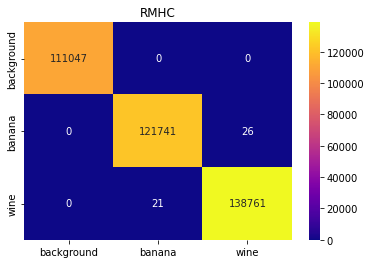 RMHC
background
111047 0 0
banana
0 121741 26
wine
0 21 138761
background banana wine
120000
100000
80000
60000
40000
20000
0